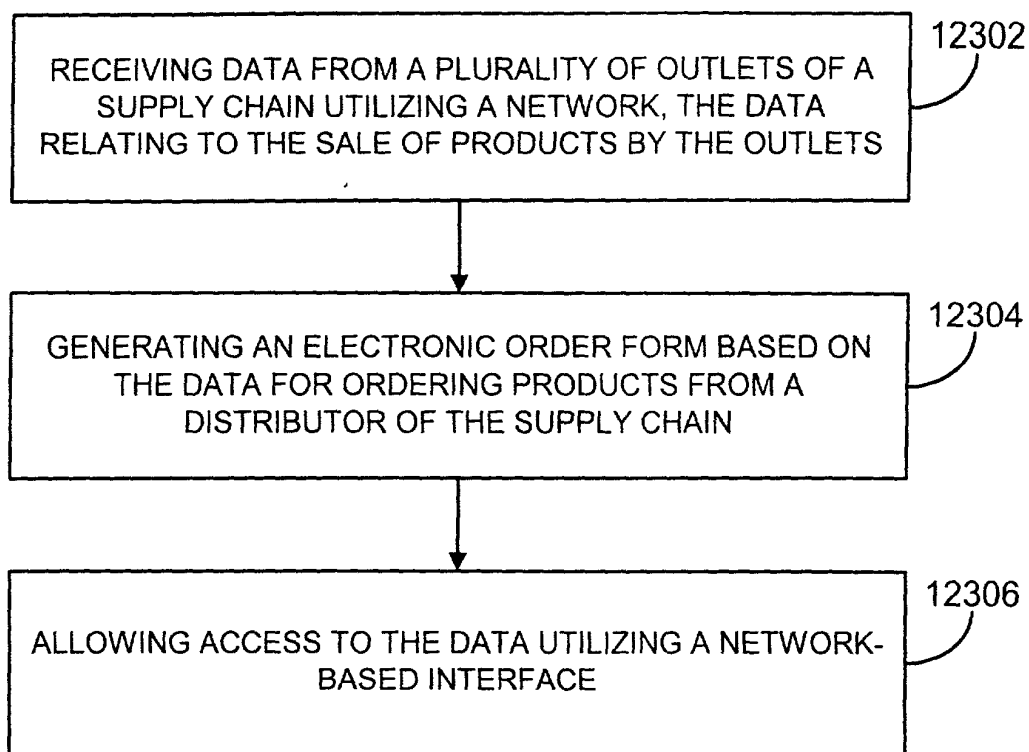 12302
RECEIVING DATA FROM A PLURALITY OF OUTLETS OF A
SUPPLY CHAIN UTILIZING A NETWORK, THE DATA
RELATING TO THE SALE OF PRODUCTS BY THE OUTLETS
12304
GENERATING AN ELECTRONIC ORDER FORM BASED ON
THE DATA FOR ORDERING PRODUCTS FROM A
DISTRIBUTOR OF THE SUPPLY CHAIN
12306
ALLOWING ACCESS TO THE DATA UTILIZING A NETWORK-
BASED INTERFACE